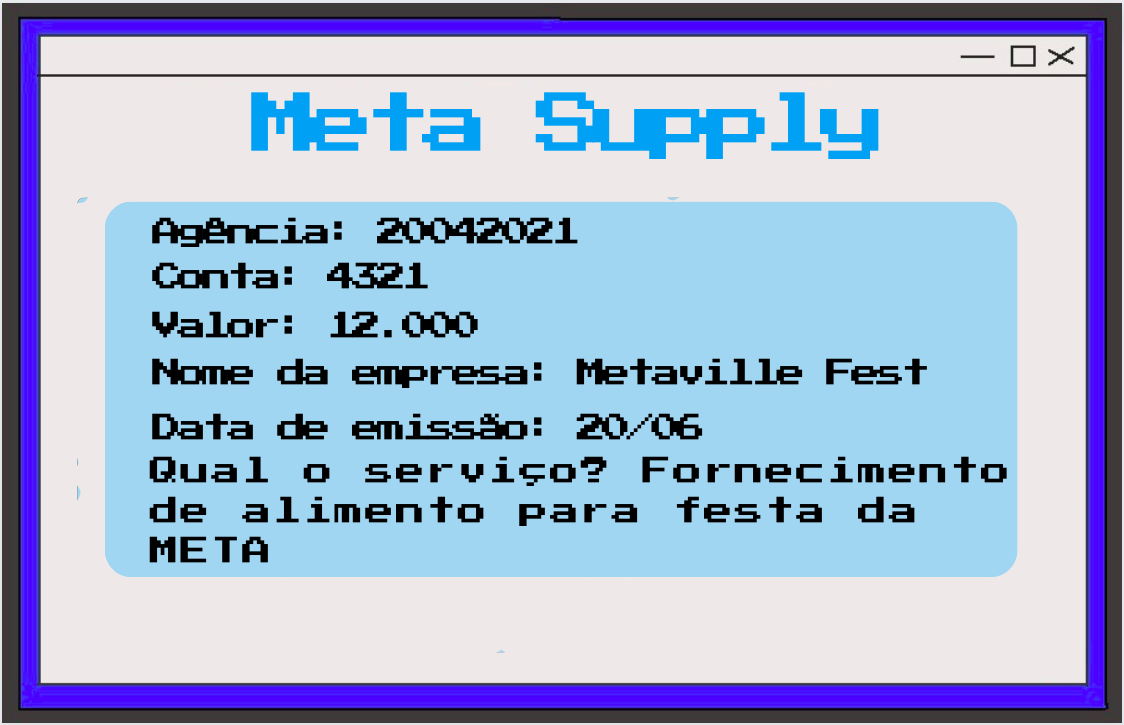 Meta Supply
Agência: 20042021
Conta: 4321
Valor: 12.000
Nome da empresa: Metaville Fest
Data de emissão: 20/06
Qual o serviço? Fornecimento
de alimento para festa da
META